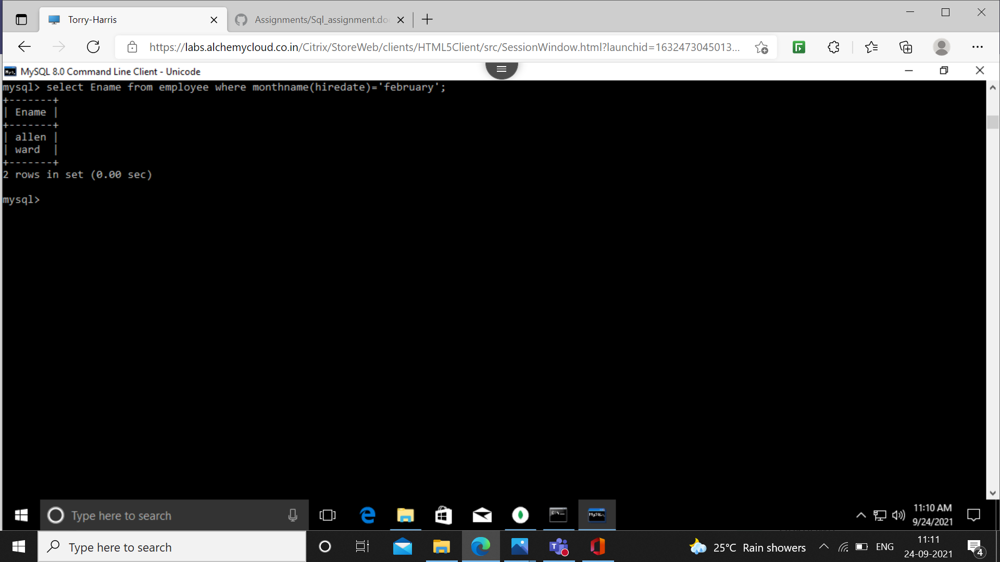 Torry-Harris
Assignments/Sql_assignment.do
https://labs.alchemycloud.co.in/Citrix/StoreWeb/clients/HTML5Client/src/SessionWindow.html?launchid=1632473045013...
MySQL 8.0 Command Line Client - Unicode
mysql> select Ename from employee where monthname(hiredate)='february';
+-------+
| Ename |
+-------+
| allen |
| ward  |
+-------+
2 rows in set (0.00 sec)
mysql>
Type here to search
11:10 AM
9/24/2021
Type here to search
25°C Rain showers
ENG
11:11
24-09-2021
4